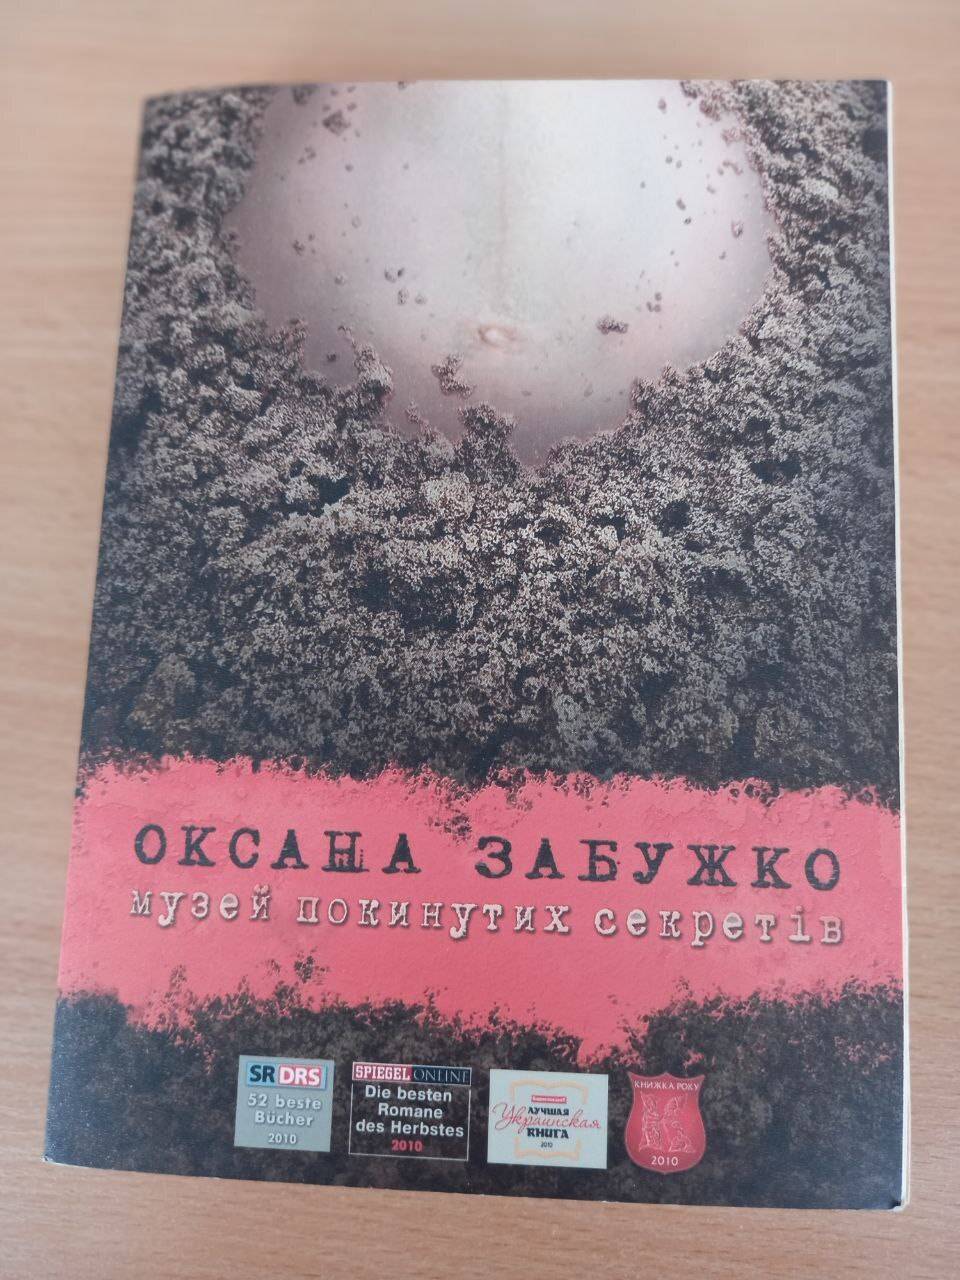 ОКСАНА ЗАБУЖКО
музей покинутих секретів
SR DRS
52 beste
Bücher
2010
SPIEGEL ONLINE
Die besten
Romane
des Herbstes
2010
ЛУЧШАЯ
Украинская
КНИГА
2010
КНИЖКА РОКУ
2010